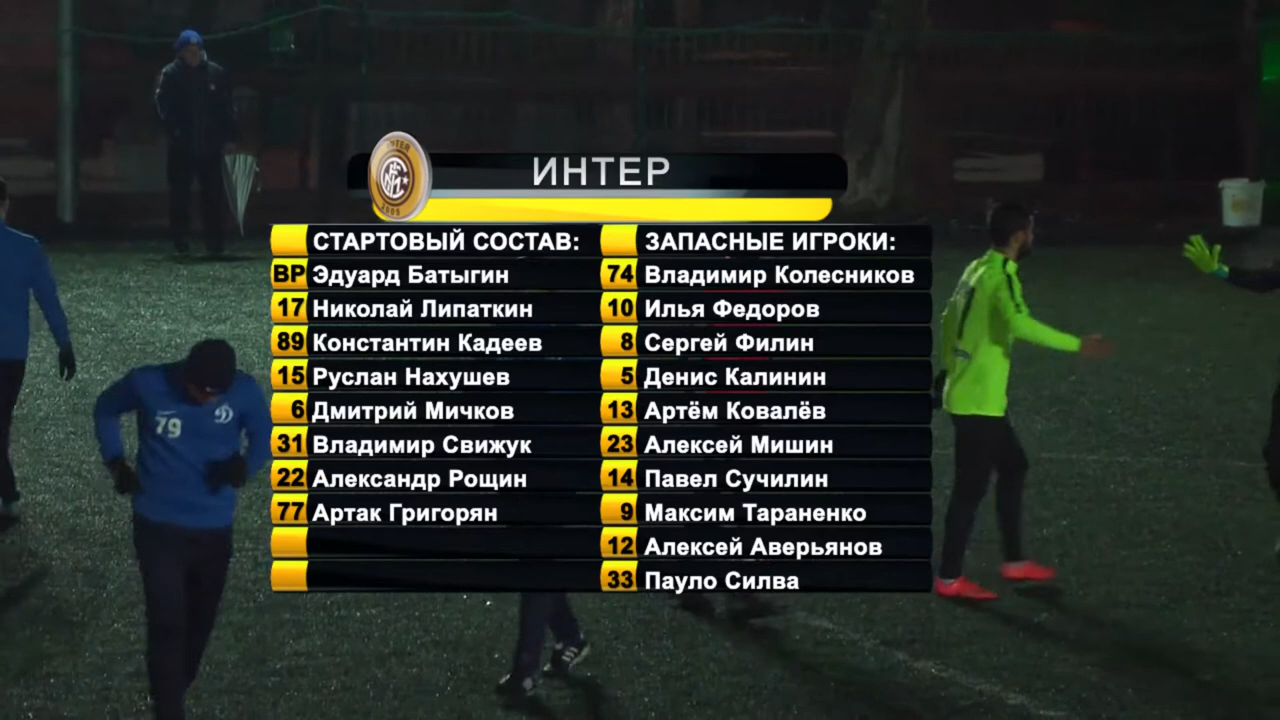 INTER
2009
ИНТЕР
СТАРТОВЫЙ СОСТАВ:
ВР Эдуард Батыгин
17 Николай Липаткин
89 Константин Кадеев
15 Руслан Нахушев
6 Дмитрий Мичков
31 Владимир Свижук
22 Александр Рощин
77 Артак Григорян
ЗАПАСНЫЕ ИГРОКИ:
74 Владимир Колесников
10 Илья Федоров
8 Сергей Филин
5 Денис Калинин
13 Артём Ковалёв
23 Алексей Мишин
14 Павел Сучилин
9 Максим Тараненко
12 Алексей Аверьянов
33 Пауло Силва
79